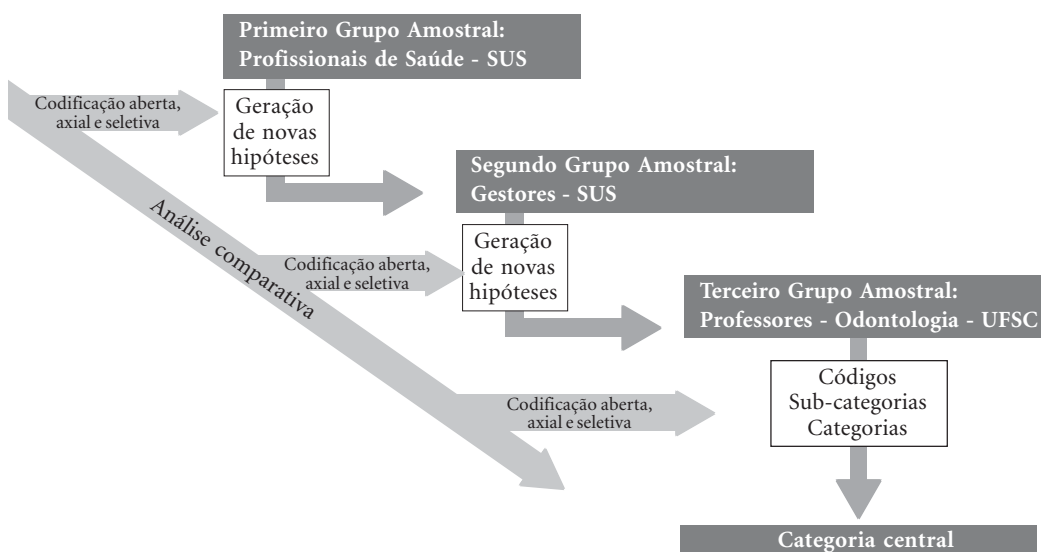 Primeiro Grupo Amostral:
Profissionais de Saúde - SUS
Codificação aberta,
axial e seletiva
Geração
de novas
hipóteses
Segundo Grupo Amostral:
Gestores - SUS
Análise comparativa
Codificação aberta,
axial e seletiva
Geração
de novas
hipóteses
Terceiro Grupo Amostral:
Professores - Odontologia - UFSC
Codificação aberta,
axial e seletiva
Códigos
Sub-categorias
Categorias
Categoria central